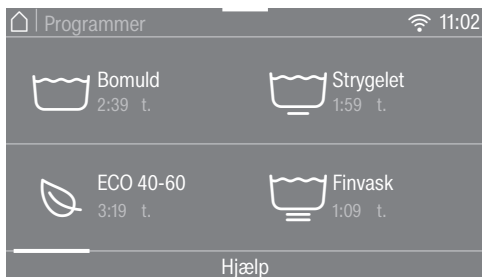 Programmer 11:02
Bomuld
2:39 t.
Strygelet
1:59 t.
ECO 40-60
3:19 t.
Finvask
1:09 t.
Hjælp